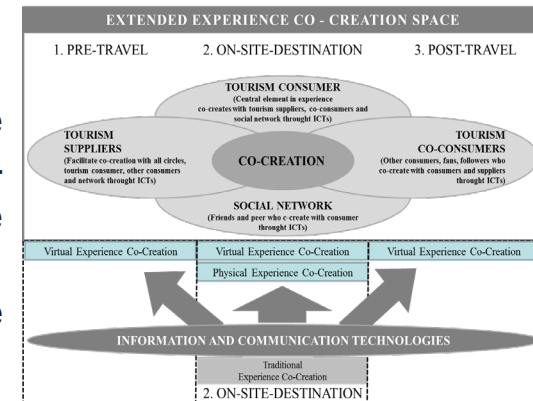 EXTENDED EXPERIENCE CO - CREATION SPACE
1. PRE-TRAVEL
2. ON-SITE-DESTINATION
3. POST-TRAVEL
TOURISM CONSUMER
(Central element in experience
co-creates with tourism suppliers, co-consumers and
social network throught ICTs)
TOURISM
SUPPLIERS
(Facilitate co-creation with all circles,
tourism consumer, other consumers
and network throught ICTs)
CO-CREATION
TOURISM
CO-CONSUMERS
(Other consumers, fans, followers who
co-create with consumers and suppliers
throught ICTs)
SOCIAL NETWORK
(Friends and peer who c-create with consumer
throught ICTs)
Virtual Experience Co-Creation
Virtual Experience Co-Creation
Virtual Experience Co-Creation
Physical Experience Co-Creation
INFORMATION AND COMMUNICATION TECHNOLOGIES
Traditional
Experience Co-Creation
2. ON-SITE-DESTINATION